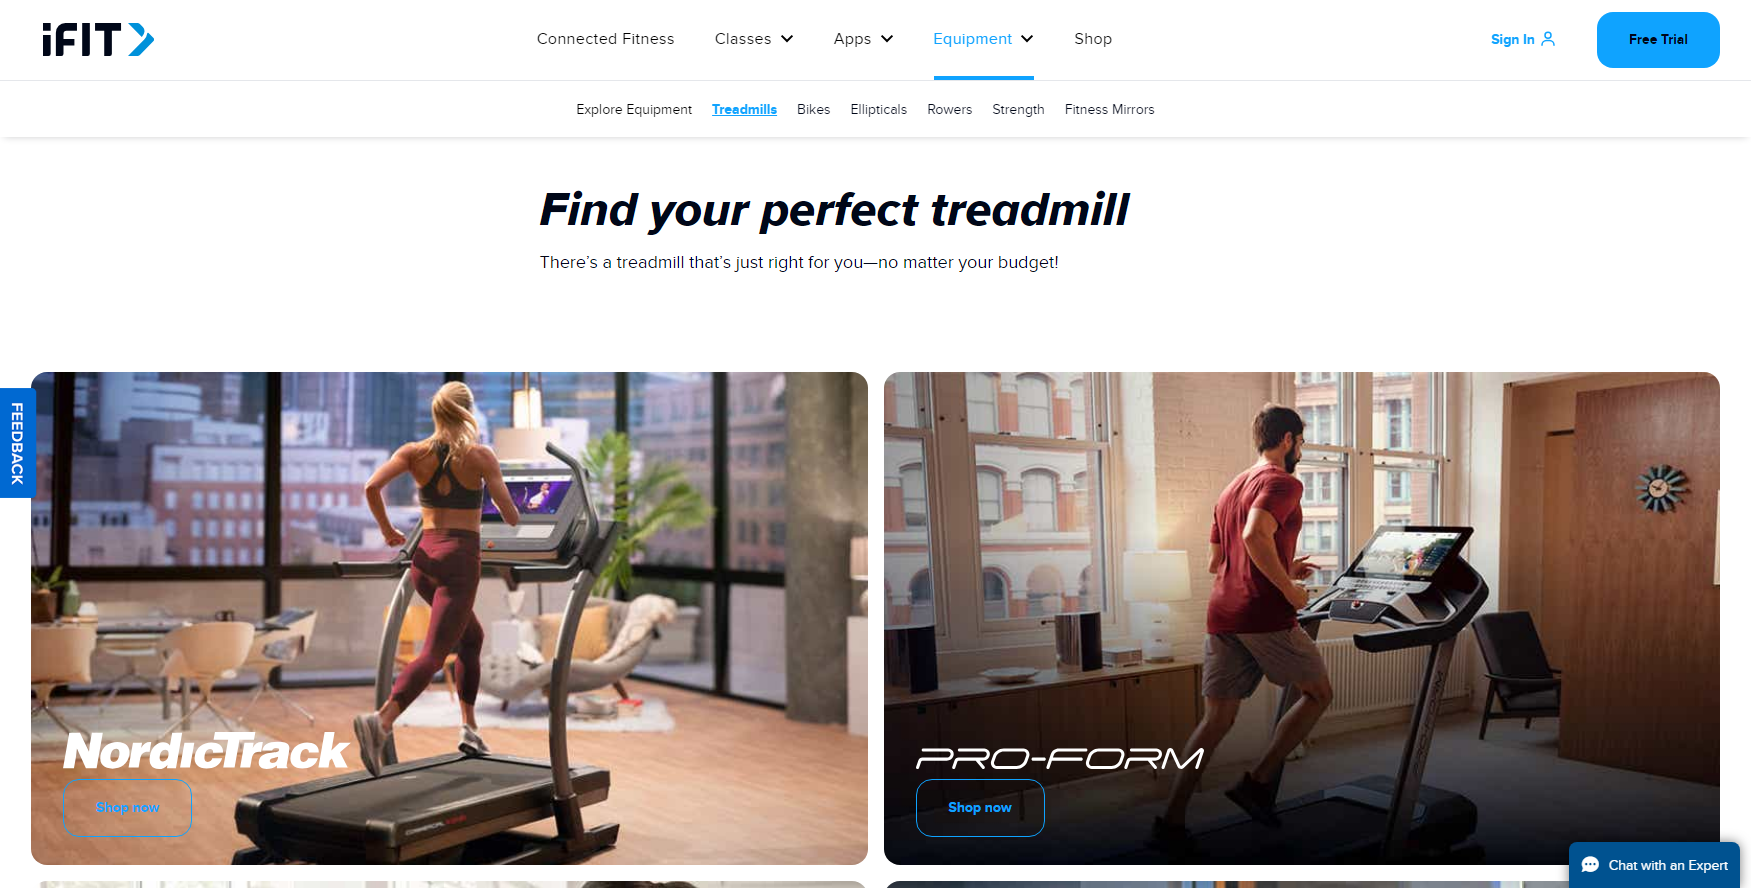 iFIT
Connected Fitness
Classes
Apps
Equipment
Shop
Sign In
Free Trial
Explore Equipment
Treadmills
Bikes
Ellipticals
Rowers
Strength
Fitness Mirrors
Find your perfect treadmill
There's a treadmill that's just right for you—no matter your budget!
FEEDBACK
NordicTrack
Shop now
PRO-FORM
Shop now
Chat with an Expert